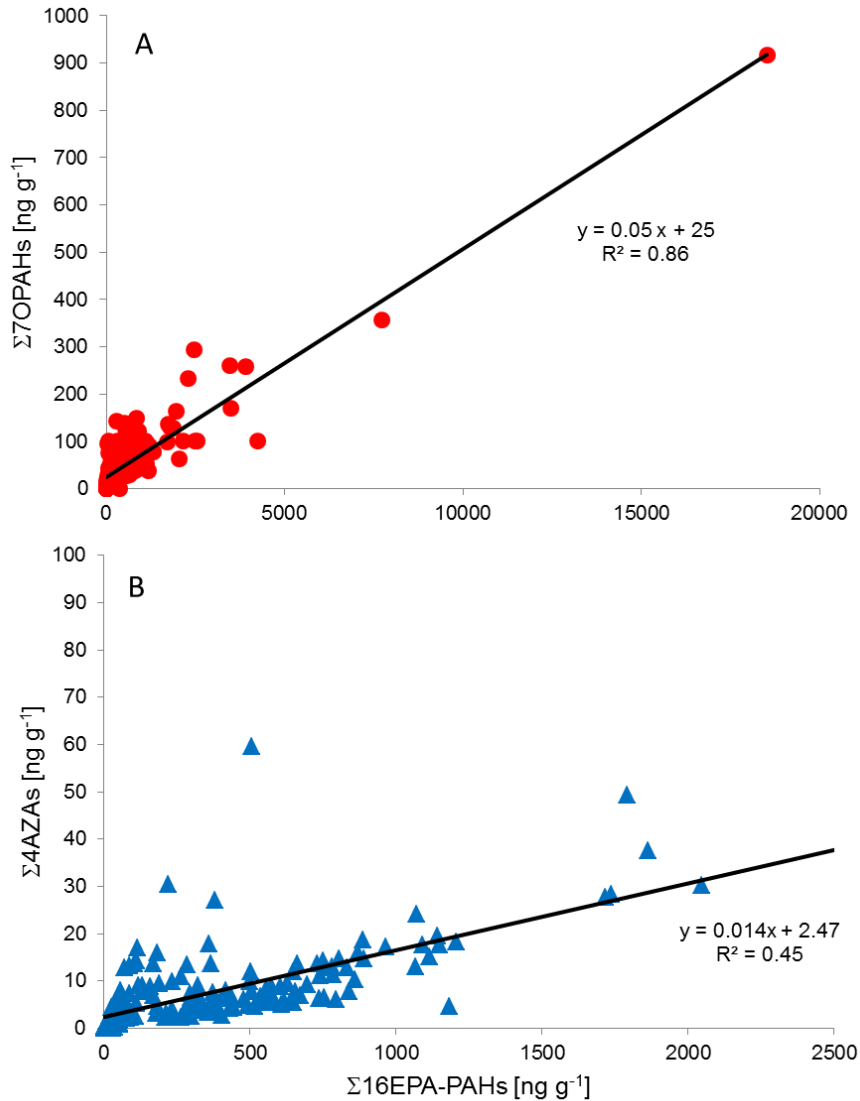 A
1000
900
800
700
600
500
400
300
200
100
0
Σ7OPAHs [ng g⁻¹]
y = 0.05 x + 25
R² = 0.86
0 5000 10000 15000 20000
B
100
90
80
70
60
50
40
30
20
10
0
Σ4AZAs [ng g⁻¹]
y = 0.014x + 2.47
R² = 0.45
0 500 1000 1500 2000 2500
Σ16EPA-PAHs [ng g⁻¹]